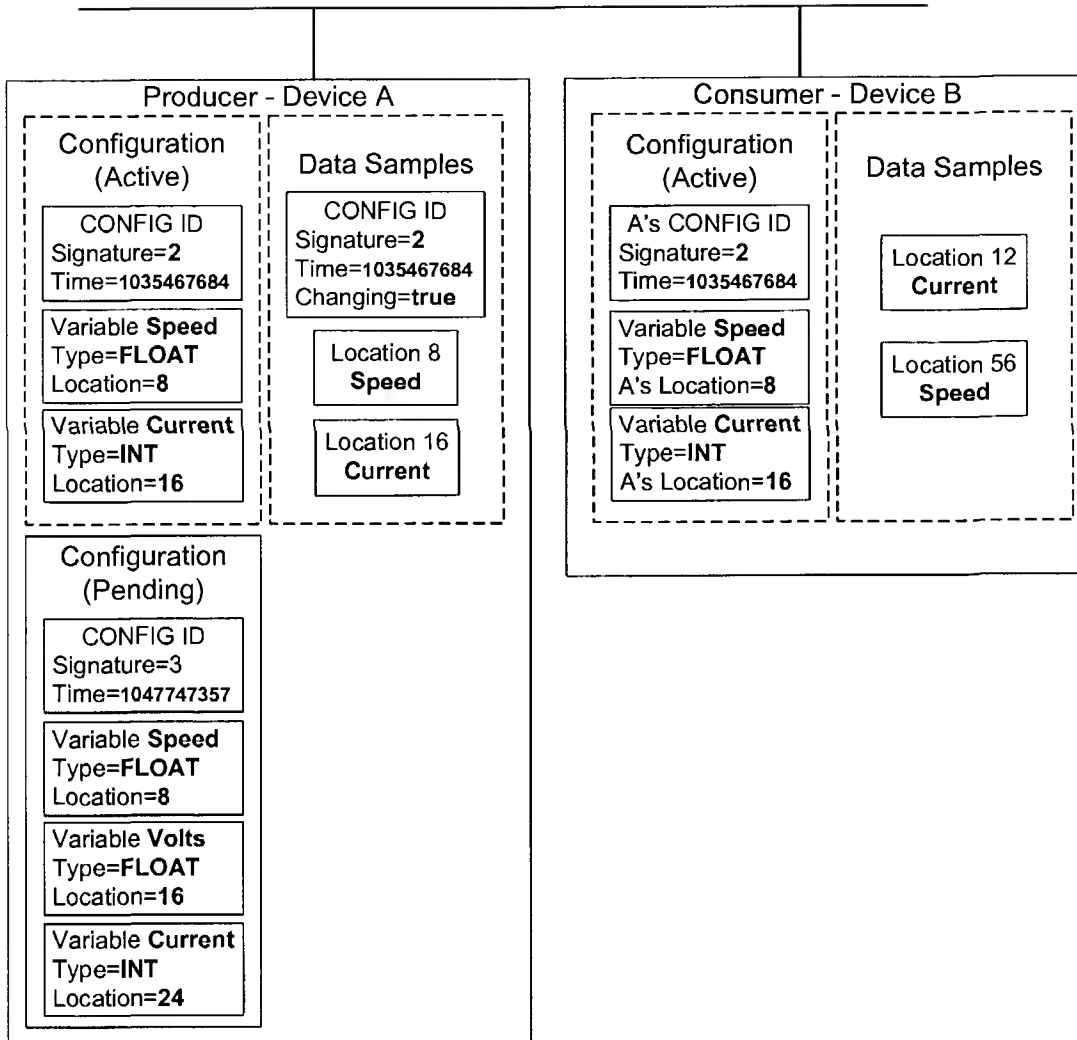 Producer - Device A
Configuration
(Active)
CONFIG ID
Signature=2
Time=1035467684
Variable Speed
Type=FLOAT
Location=8
Variable Current
Type=INT
Location=16
Data Samples
CONFIG ID
Signature=2
Time=1035467684
Changing=true
Location 8
Speed
Location 16
Current
Configuration
(Pending)
CONFIG ID
Signature=3
Time=1047747357
Variable Speed
Type=FLOAT
Location=8
Variable Volts
Type=FLOAT
Location=16
Variable Current
Type=INT
Location=24
Consumer - Device B
Configuration
(Active)
A's CONFIG ID
Signature=2
Time=1035467684
Variable Speed
Type=FLOAT
A's Location=8
Variable Current
Type=INT
A's Location=16
Data Samples
Location 12
Current
Location 56
Speed